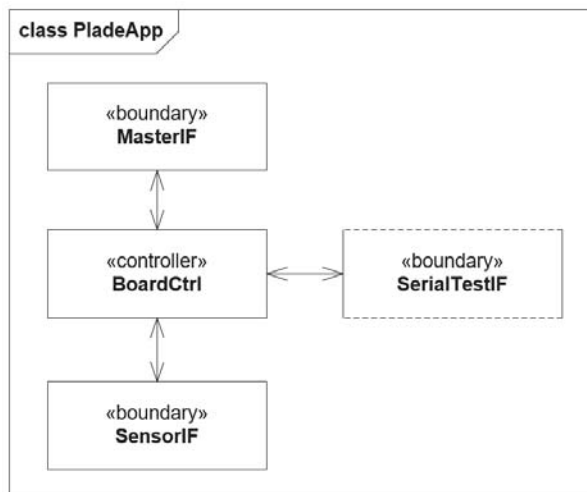 class PladeApp
«boundary»
MasterIF
«controller»
BoardCtrl
«boundary»
SerialTestIF
«boundary»
SensorIF